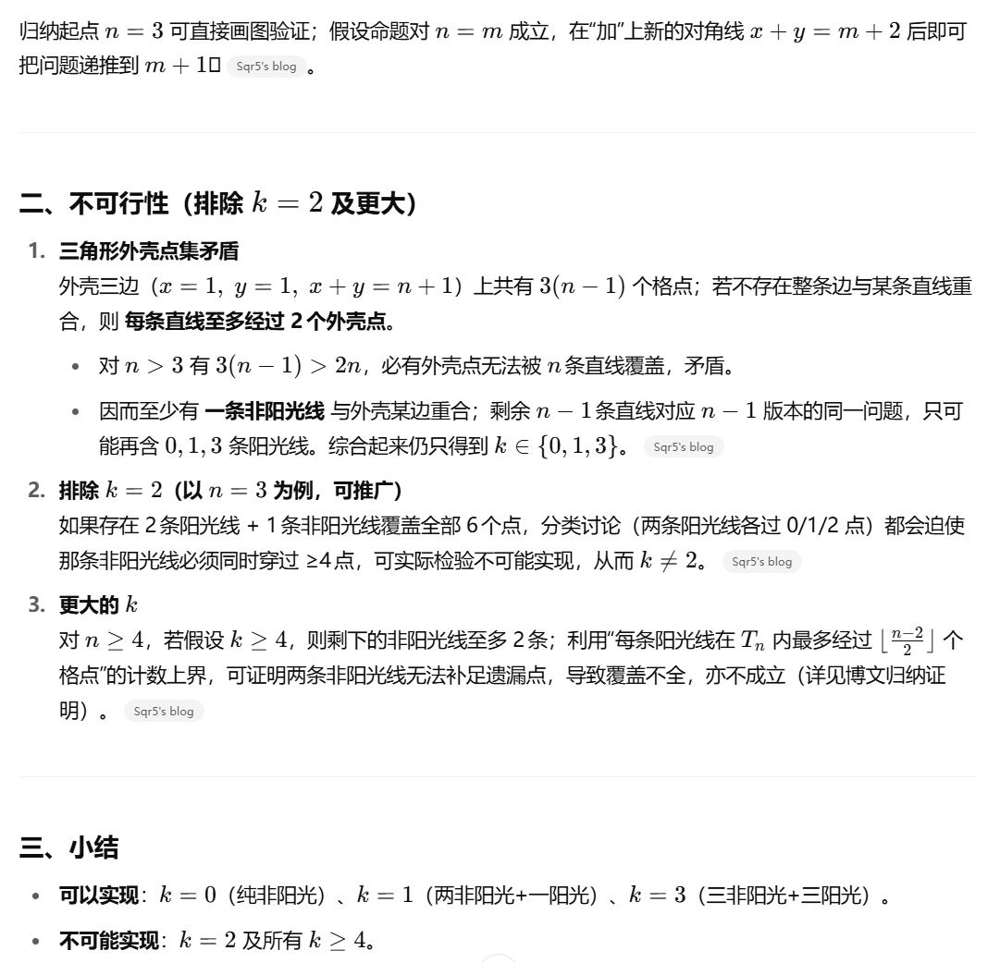 归纳起点 n = 3 可直接画图验证；假设命题对 n = m 成立，在“加”上新的对角线 x + y = m + 2 后即可
把问题递推到 m + 1▯ Sqr5's blog 。
二、不可行性（排除 k = 2 及更大）
1. 三角形外壳点集矛盾
外壳三边（x = 1, y = 1, x + y = n + 1）上共有 3(n − 1) 个格点；若不存在整条边与某条直线重
合，则 每条直线至多经过 2 个外壳点。
• 对 n > 3 有 3(n − 1) > 2n，必有外壳点无法被 n 条直线覆盖，矛盾。
• 因而至少有 一条非阳光线 与外壳某边重合；剩余 n − 1 条直线对应 n − 1 版本的同一问题，只可
能再含 0, 1, 3 条阳光线。综合起来仍只得到 k ∈ {0, 1, 3}。 Sqr5's blog
2. 排除 k = 2（以 n = 3 为例，可推广）
如果存在 2 条阳光线 + 1 条非阳光线覆盖全部 6 个点，分类讨论（两条阳光线各过 0/1/2 点）都会迫使
那条非阳光线必须同时穿过 ≥4 点，可实际检验不可能实现，从而 k ≠ 2。 Sqr5's blog
3. 更大的 k
对 n ≥ 4，若假设 k ≥ 4，则剩下的非阳光线至多 2 条；利用“每条阳光线在 Tₙ 内最多经过 ⌊(n−2)/2⌋ 个
格点”的计数上界，可证明两条非阳光线无法补足遗漏点，导致覆盖不全，亦不成立（详见博文归纳证
明）。 Sqr5's blog
三、小结
• 可以实现：k = 0（纯非阳光）、k = 1（两非阳光+一阳光）、k = 3（三非阳光+三阳光）。
• 不可能实现：k = 2 及所有 k ≥ 4。